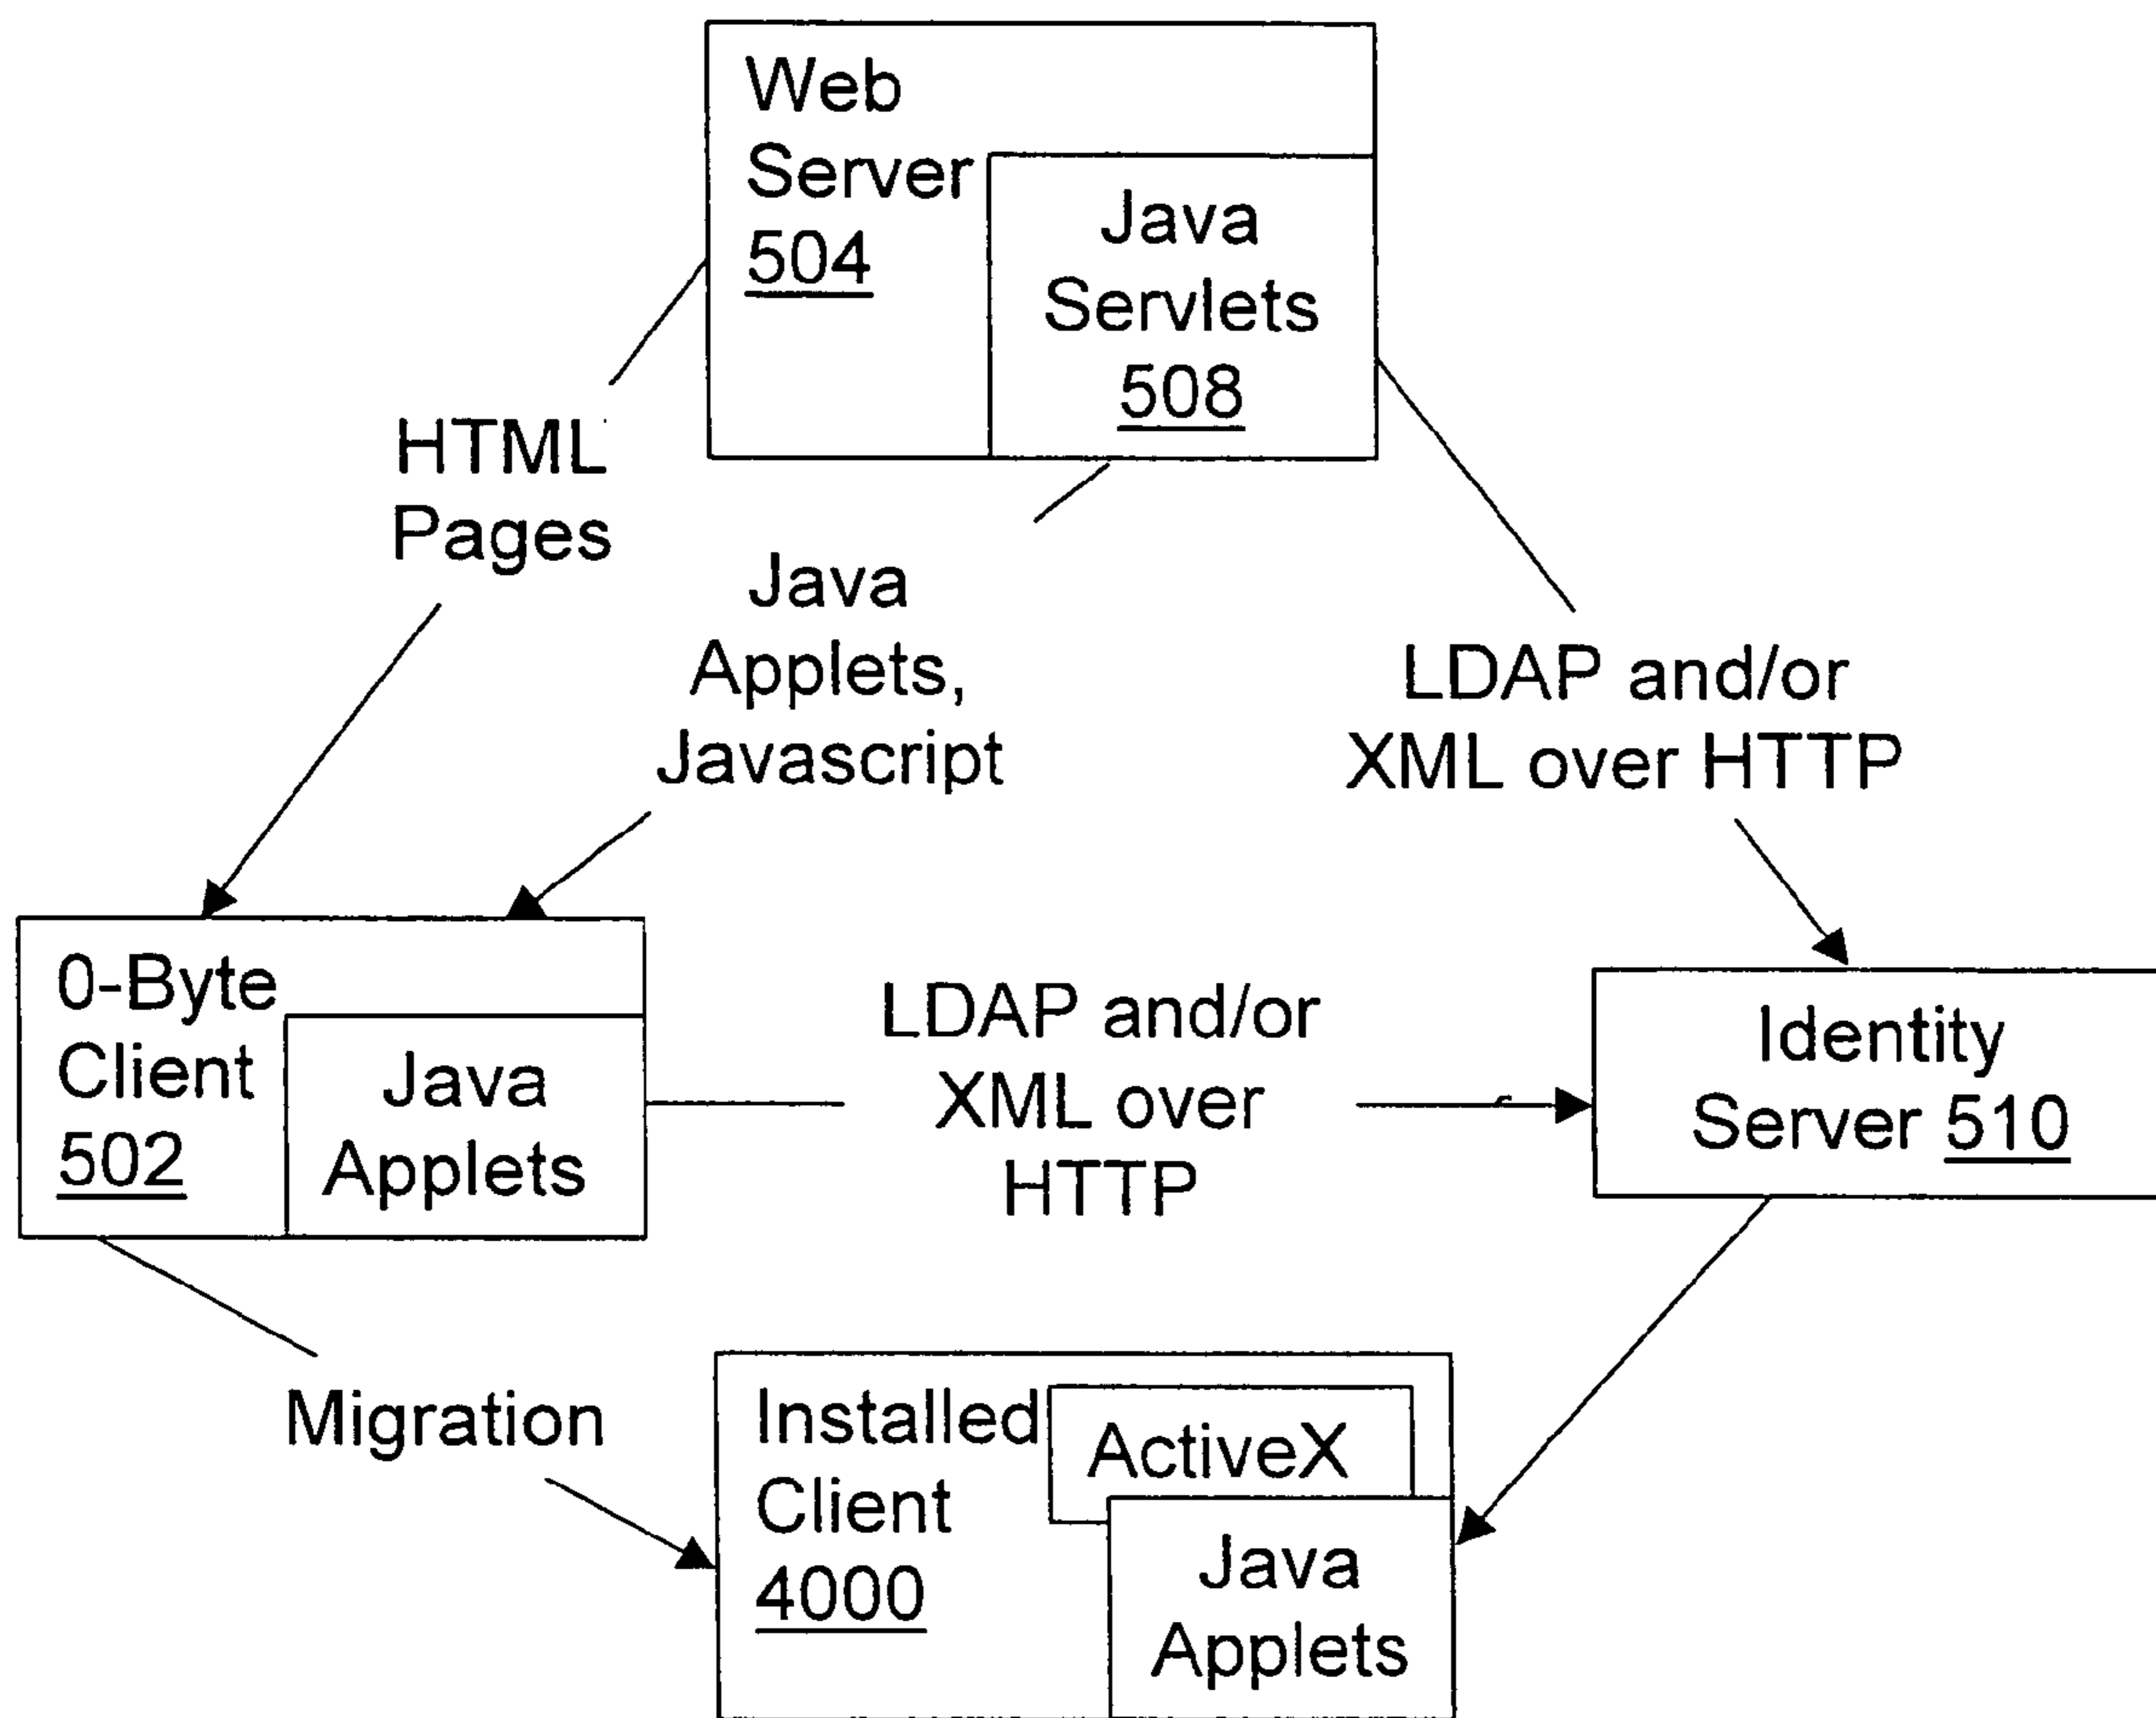 Web
Server
504
Java
Servlets
508
HTML
Pages
Java
Applets,
Javascript
LDAP and/or
XML over HTTP
0-Byte
Client
502
Java
Applets
LDAP and/or
XML over
HTTP
Identity
Server 510
Migration
Installed
Client
4000
ActiveX
Java
Applets